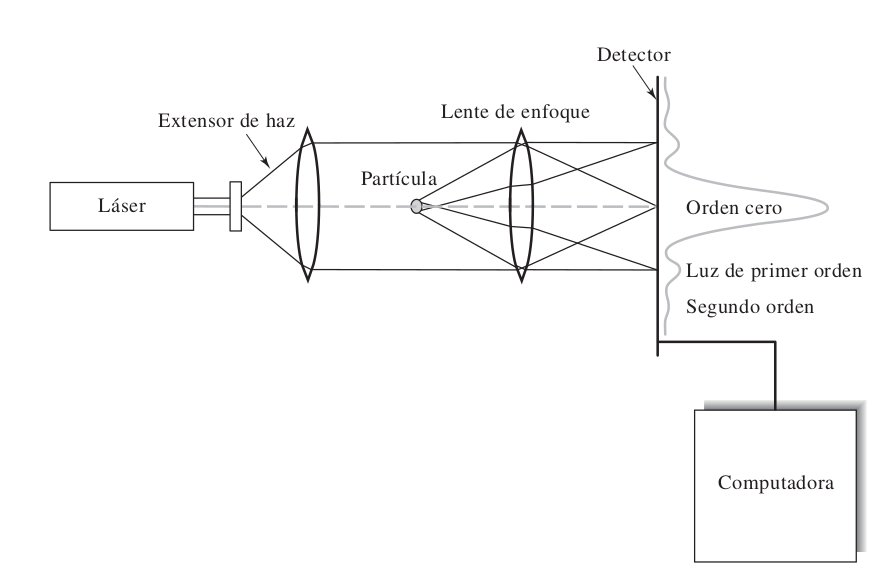 Detector
Lente de enfoque
Extensor de haz
Partícula
Láser
Orden cero
Luz de primer orden
Segundo orden
Computadora